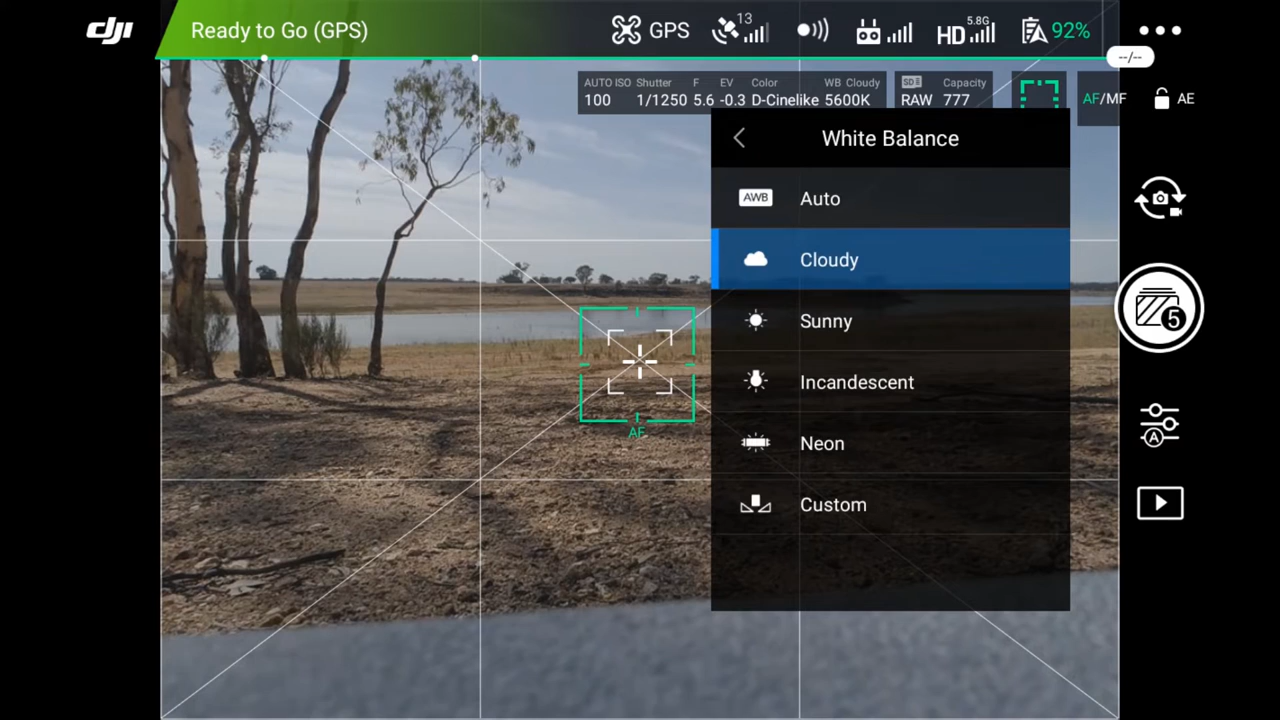 dji
Ready to Go (GPS)
GPS
13
5.8G
HD
92%
--/--
AUTO ISO Shutter F EV Color WB Cloudy
100 1/1250 5.6 -0.3 D-Cinelike 5600K
SD Capacity
RAW 777
AF/MF
AE
White Balance
AWB Auto
Cloudy
Sunny
Incandescent
Neon
Custom
AF
5
A